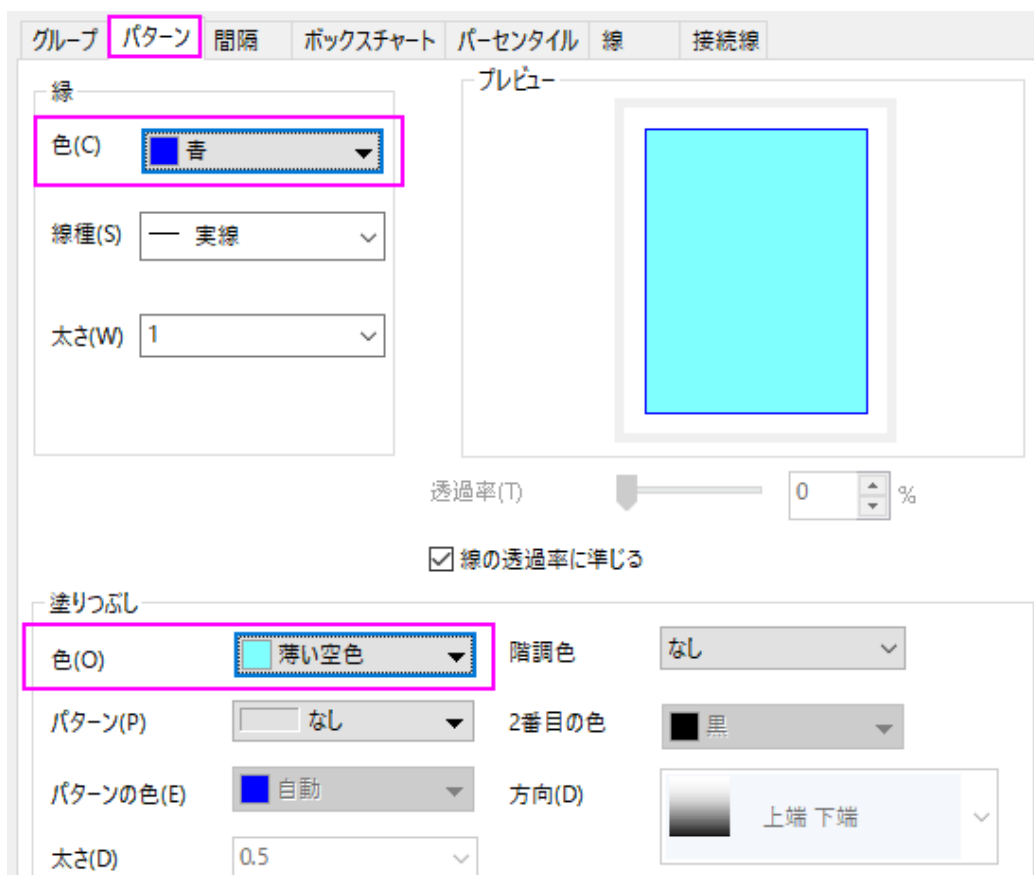 グループ パターン 間隔 ボックスチャート パーセンタイル 線 接続線
縁
プレビュー
色(C) 青
線種(S) 実線
太さ(W) 1
透過率(T) 0 %
線の透過率に準じる
塗りつぶし
色(O) 薄い空色 階調色 なし
パターン(P) なし 2番目の色 黒
パターンの色(E) 自動 方向(D) 上端 下端
太さ(D) 0.5